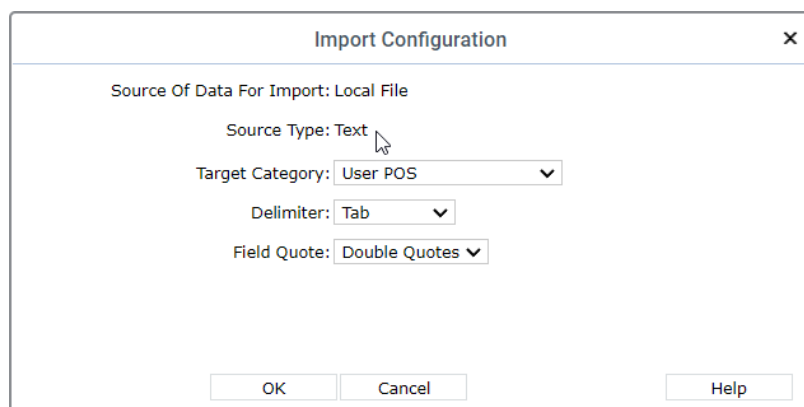 Import Configuration
Source Of Data For Import: Local File
Source Type: Text
Target Category: User POS
Delimiter: Tab
Field Quote: Double Quotes
OK Cancel Help